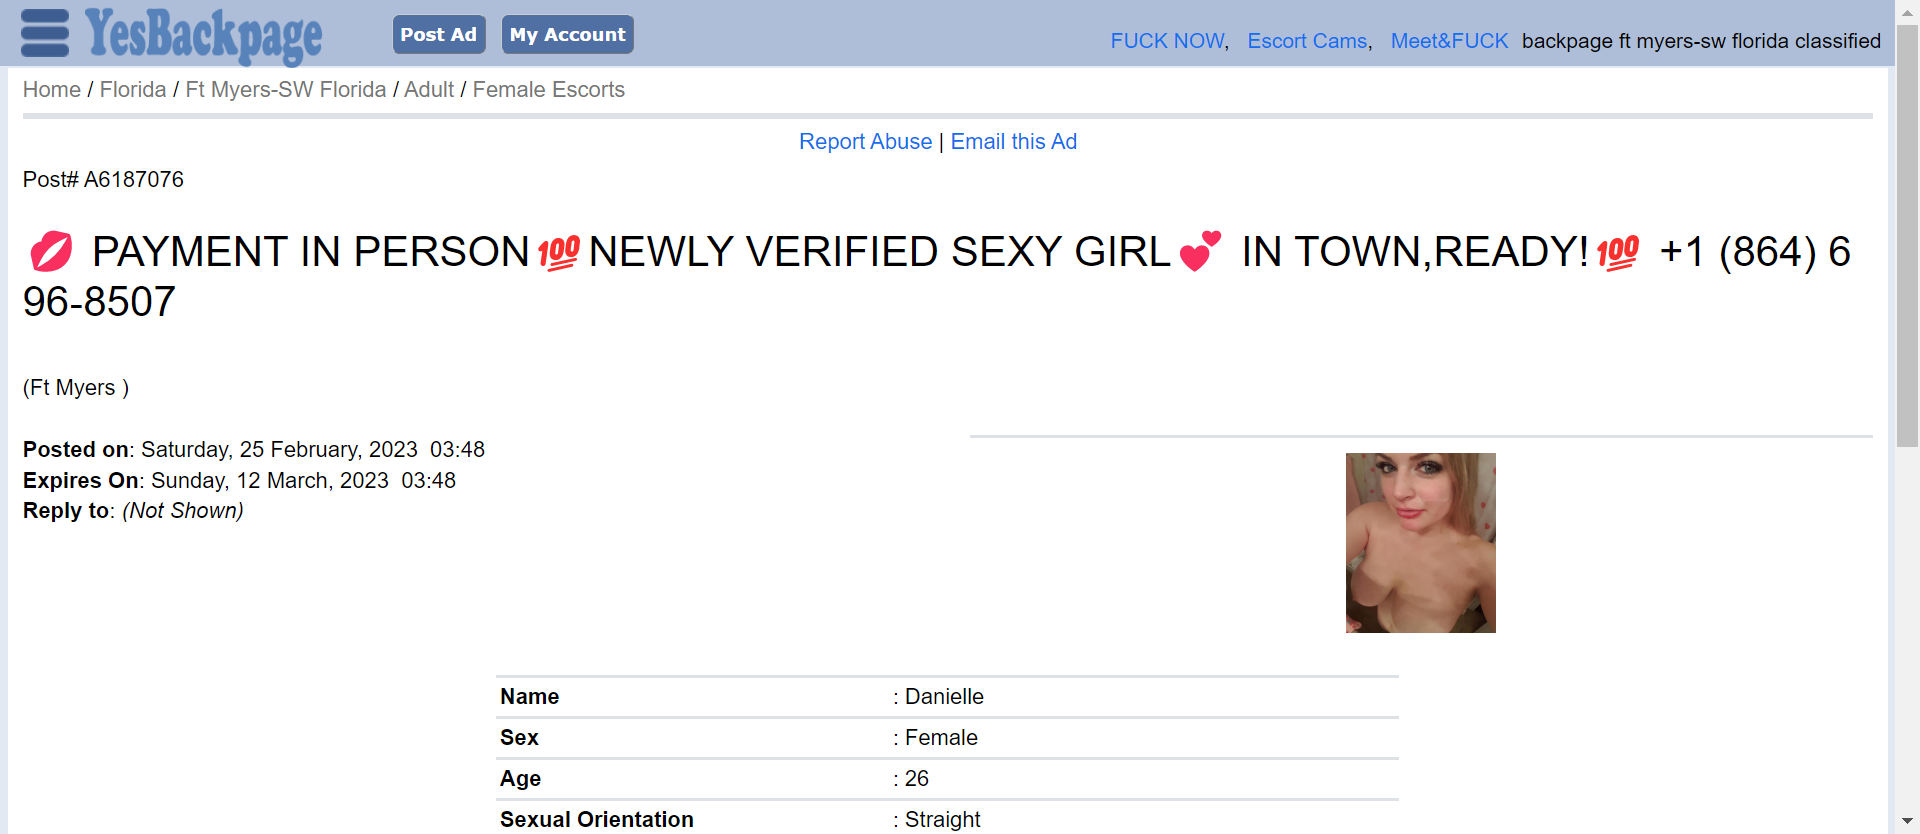 YesBackpage
Post Ad
My Account
FUCK NOW, Escort Cams, Meet&FUCK backpage ft myers-sw florida classified
Home / Florida / Ft Myers-SW Florida / Adult / Female Escorts
Report Abuse | Email this Ad
Post# A6187076
💋 PAYMENT IN PERSON💯NEWLY VERIFIED SEXY GIRL💕 IN TOWN,READY!💯 +1 (864) 6
96-8507
(Ft Myers )
Posted on: Saturday, 25 February, 2023 03:48
Expires On: Sunday, 12 March, 2023 03:48
Reply to: (Not Shown)
Name : Danielle
Sex : Female
Age : 26
Sexual Orientation : Straight